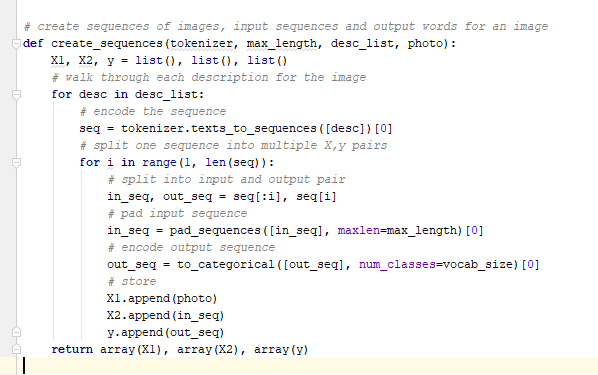 # create sequences of images, input sequences and output words for an image
def create_sequences(tokenizer, max_length, desc_list, photo):
    X1, X2, y = list(), list(), list()
    # walk through each description for the image
    for desc in desc_list:
        # encode the sequence
        seq = tokenizer.texts_to_sequences([desc])[0]
        # split one sequence into multiple X,y pairs
        for i in range(1, len(seq)):
            # split into input and output pair
            in_seq, out_seq = seq[:i], seq[i]
            # pad input sequence
            in_seq = pad_sequences([in_seq], maxlen=max_length)[0]
            # encode output sequence
            out_seq = to_categorical([out_seq], num_classes=vocab_size)[0]
            # store
            X1.append(photo)
            X2.append(in_seq)
            y.append(out_seq)
    return array(X1), array(X2), array(y)